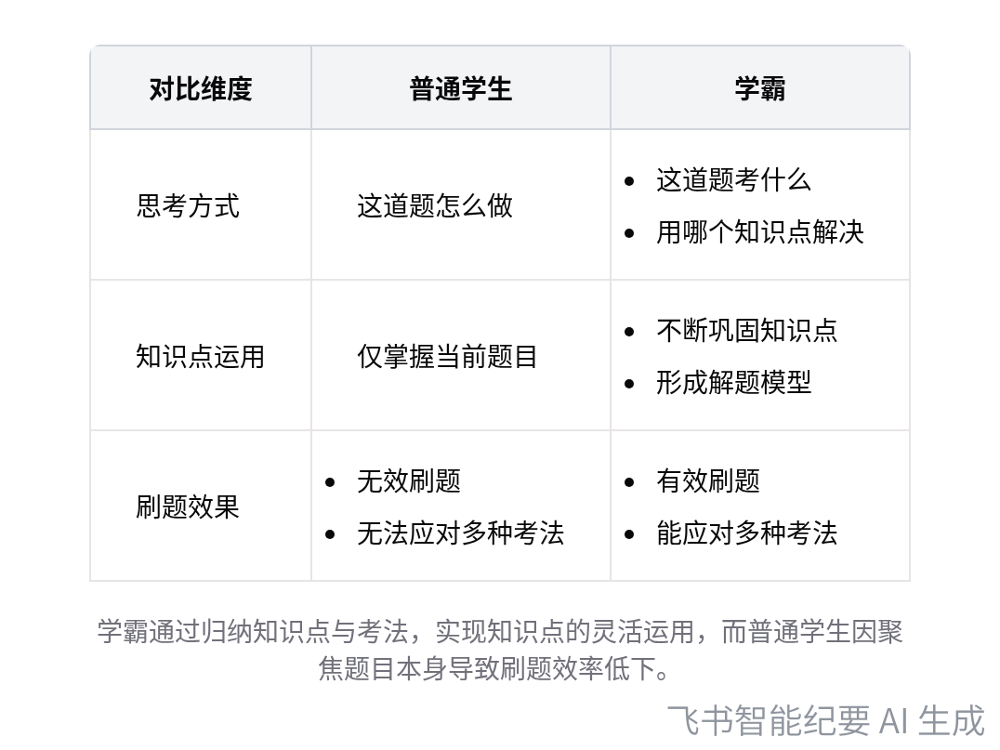 对比维度 普通学生 学霸
思考方式 这道题怎么做 • 这道题考什么
• 用哪个知识点解决
知识点运用 仅掌握当前题目 • 不断巩固知识点
• 形成解题模型
刷题效果 • 无效刷题 • 有效刷题
• 无法应对多种考法 • 能应对多种考法
学霸通过归纳知识点与考法，实现知识点的灵活运用，而普通学生因聚
焦题目本身导致刷题效率低下。
飞书智能纪要 AI 生成